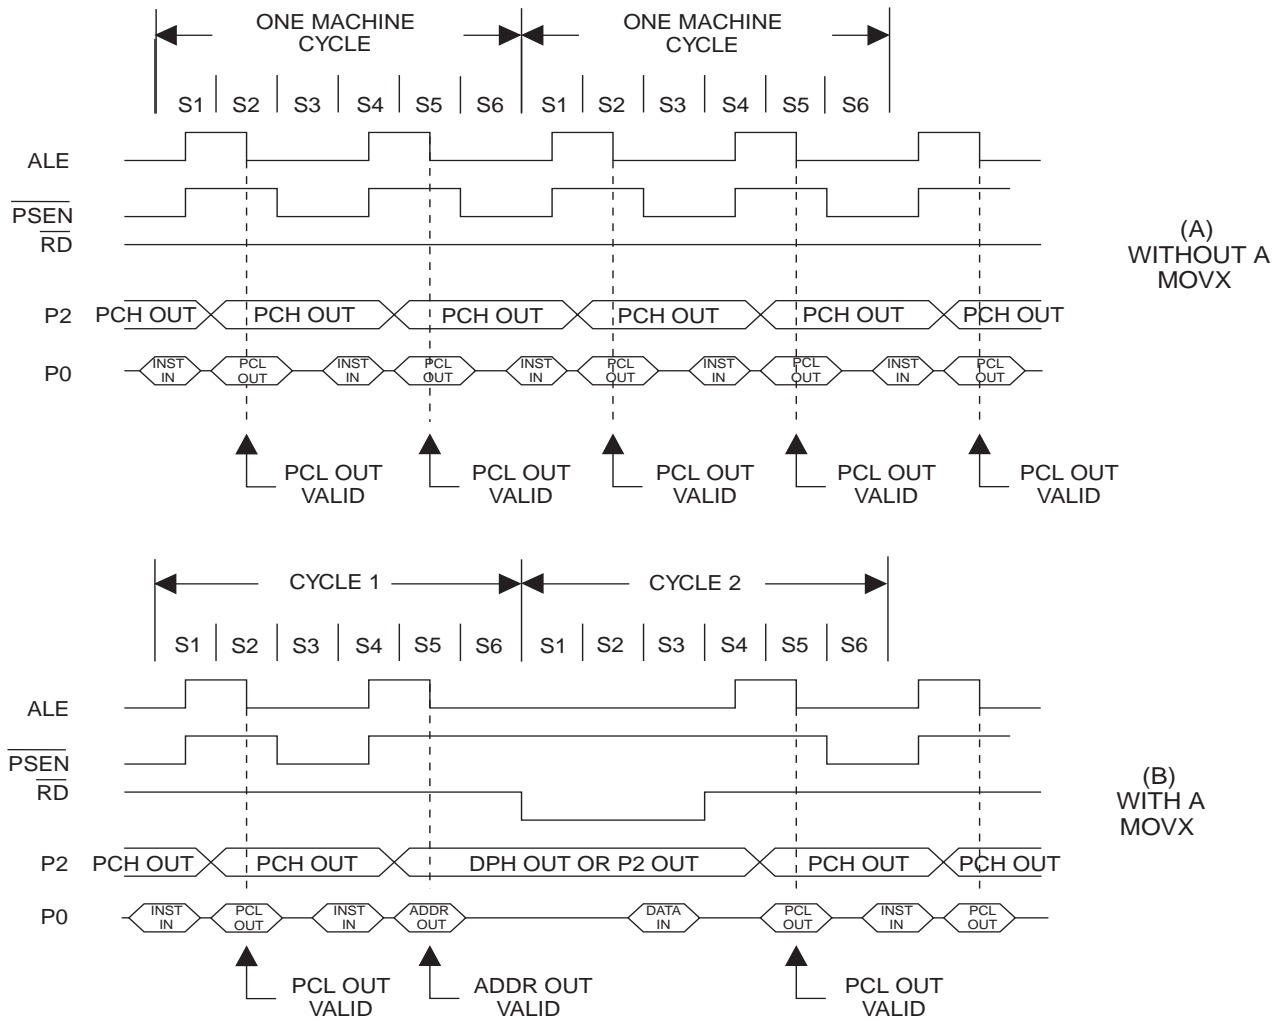 ONE MACHINE CYCLE
ONE MACHINE CYCLE
S1 S2 S3 S4 S5 S6 S1 S2 S3 S4 S5 S6
ALE
PSEN
RD
(A)
WITHOUT A
MOVX
P2 PCH OUT PCH OUT PCH OUT PCH OUT PCH OUT PCH OUT
P0 INST IN PCL OUT INST IN PCL OUT INST IN PCL OUT INST IN PCL OUT INST IN PCL OUT
PCL OUT VALID PCL OUT VALID PCL OUT VALID PCL OUT VALID PCL OUT VALID
CYCLE 1 CYCLE 2
S1 S2 S3 S4 S5 S6 S1 S2 S3 S4 S5 S6
ALE
PSEN
RD
(B)
WITH A
MOVX
P2 PCH OUT PCH OUT DPH OUT OR P2 OUT PCH OUT PCH OUT
P0 INST IN PCL OUT INST IN ADDR OUT DATA IN PCL OUT INST IN PCL OUT
PCL OUT VALID ADDR OUT VALID PCL OUT VALID